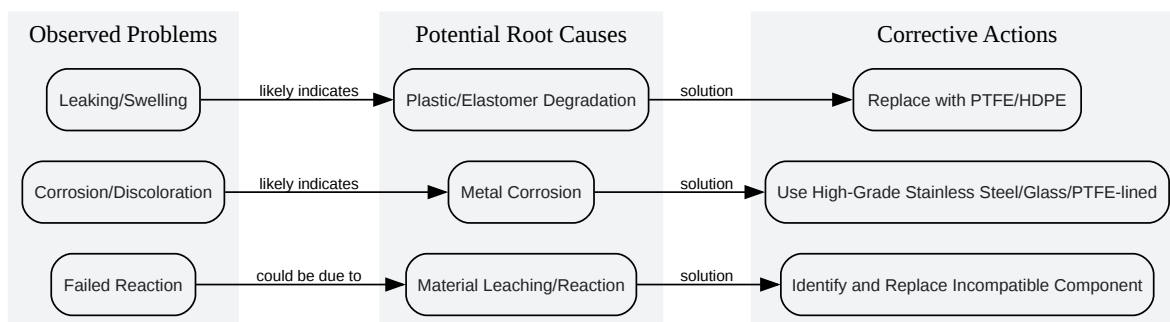 Observed Problems
Potential Root Causes
Corrective Actions
Leaking/Swelling
likely indicates
Plastic/Elastomer Degradation
solution
Replace with PTFE/HDPE
Corrosion/Discoloration
likely indicates
Metal Corrosion
solution
Use High-Grade Stainless Steel/Glass/PTFE-lined
Failed Reaction
could be due to
Material Leaching/Reaction
solution
Identify and Replace Incompatible Component